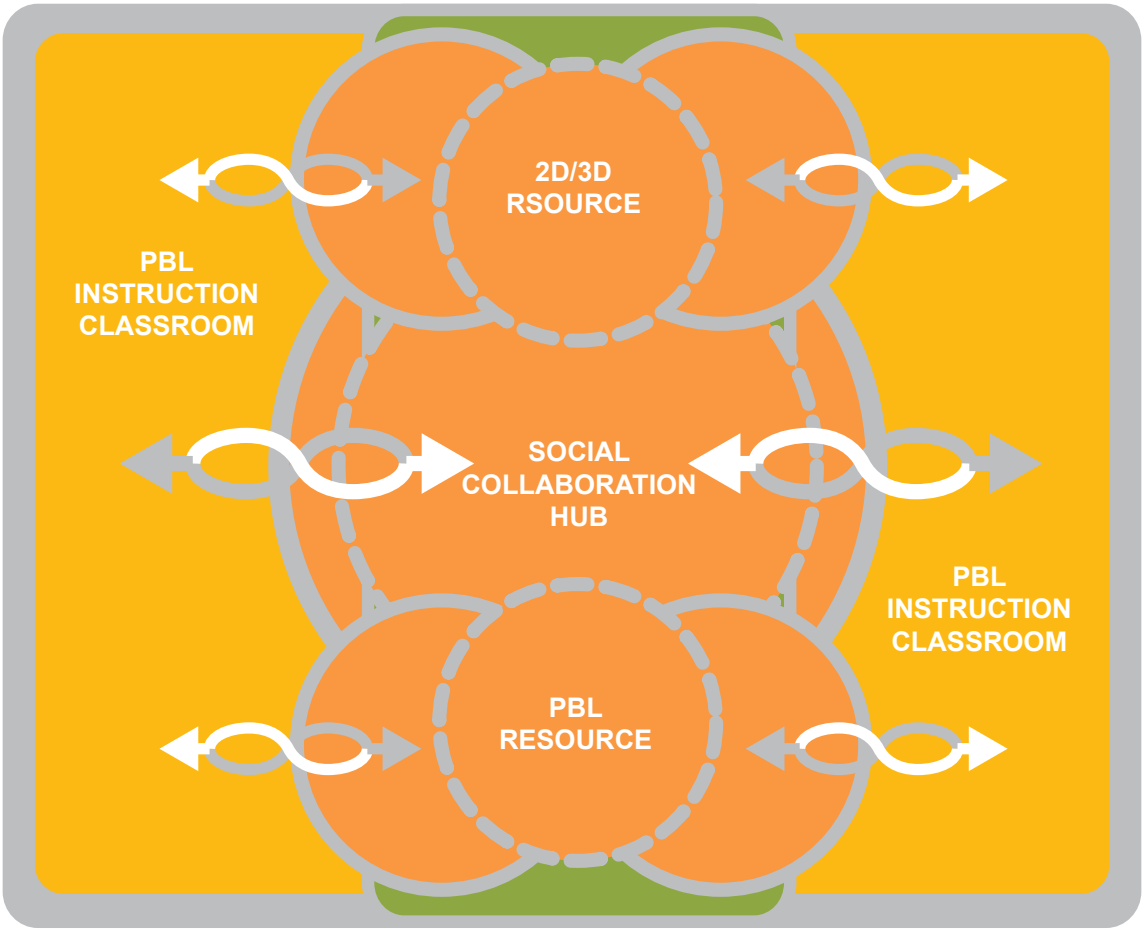 2D/3D
RSOURCE
PBL
INSTRUCTION
CLASSROOM
SOCIAL
COLLABORATION
HUB
PBL
INSTRUCTION
CLASSROOM
PBL
RESOURCE